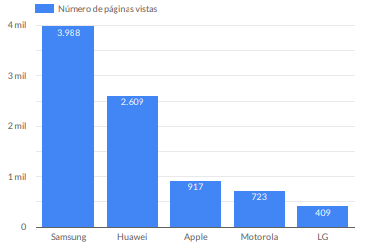 Número de páginas vistas
4 mil
3 mil
2 mil
1 mil
0
3.988
2.609
917
723
409
Samsung
Huawei
Apple
Motorola
LG